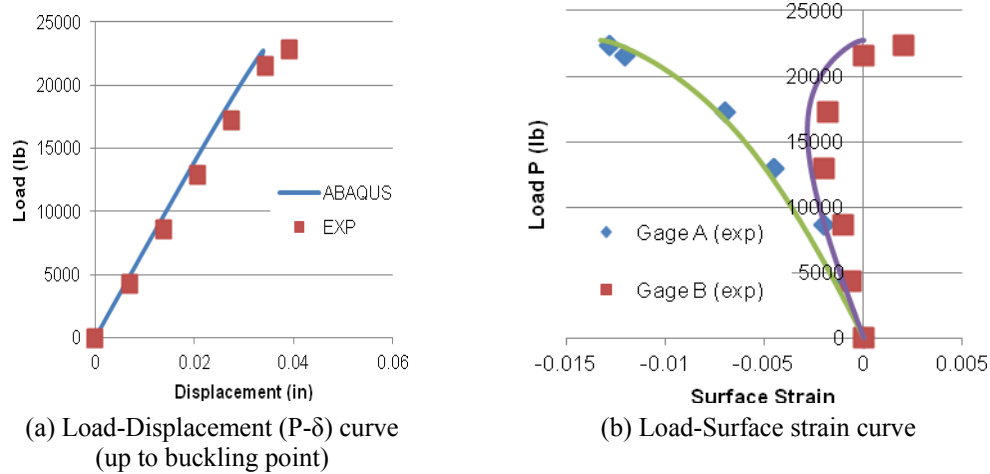 25000
20000
15000
10000
5000
0
Load (lb)
0
0.02
0.04
0.06
Displacement (in)
ABAQUS
EXP
(a) Load-Displacement (P-δ) curve
(up to buckling point)
25000
20000
15000
10000
5000
0
Load P (lb)
-0.015
-0.01
-0.005
0
0.005
Surface Strain
Gage A (exp)
Gage B (exp)
(b) Load-Surface strain curve